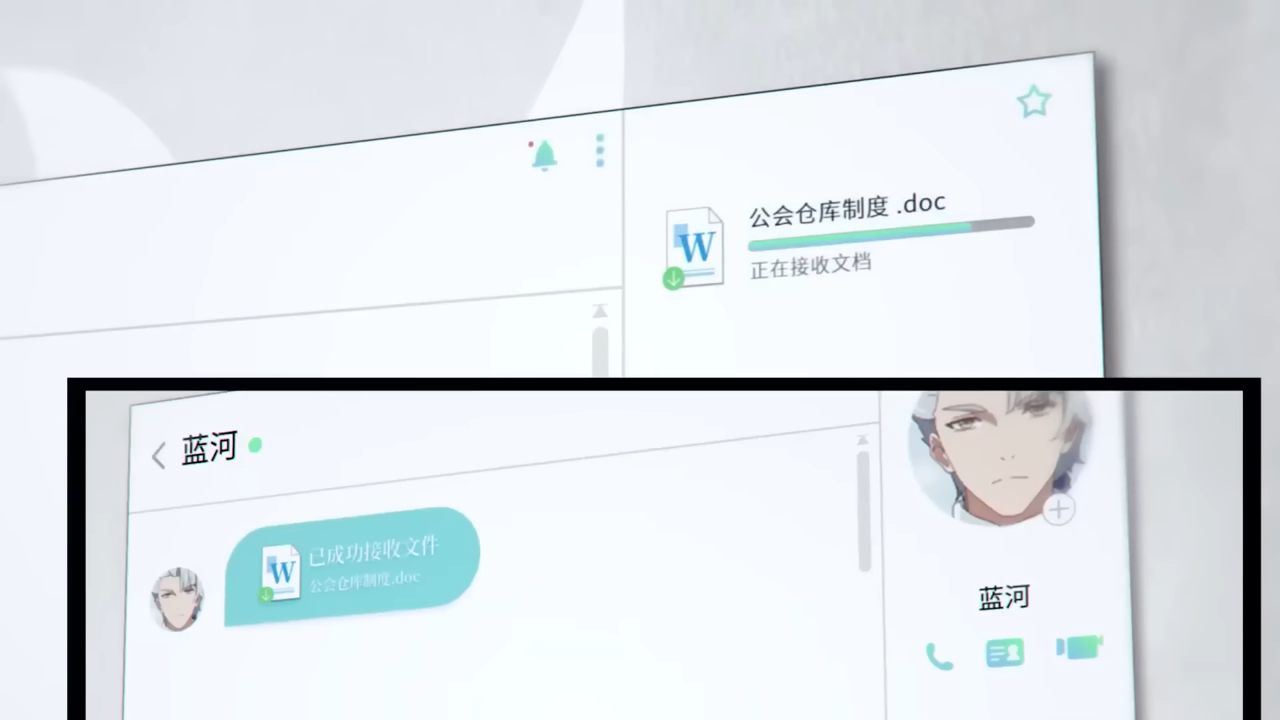 公会仓库制度 .doc
W
正在接收文档
蓝河
W
已成功接收文件
公会仓库制度.doc
蓝河